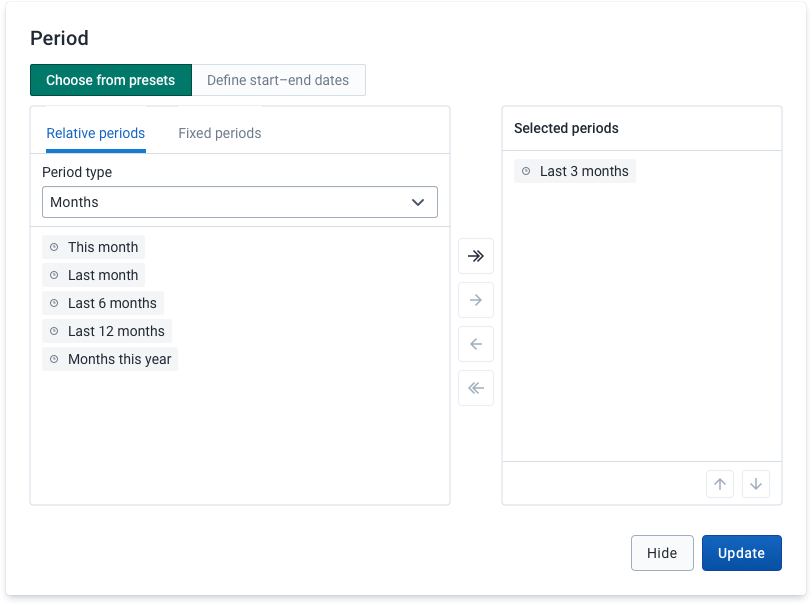 Period
Choose from presets
Define start–end dates
Relative periods
Fixed periods
Period type
Months
This month
Last month
Last 6 months
Last 12 months
Months this year
Selected periods
Last 3 months
Hide
Update